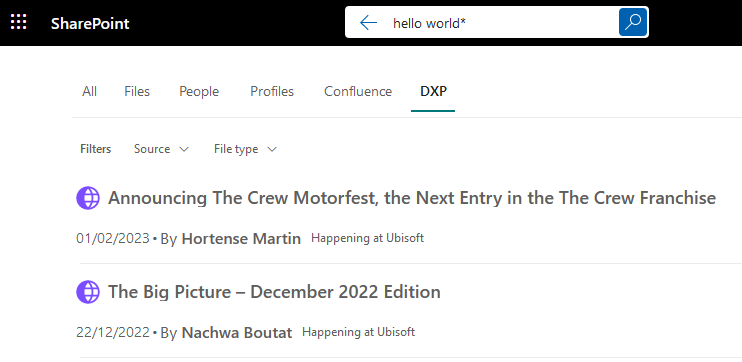 SharePoint
hello world*
All Files People Profiles Confluence DXP
Filters Source File type
Announcing The Crew Motorfest, the Next Entry in the The Crew Franchise
01/02/2023 • By Hortense Martin Happening at Ubisoft
The Big Picture – December 2022 Edition
22/12/2022 • By Nachwa Boutat Happening at Ubisoft